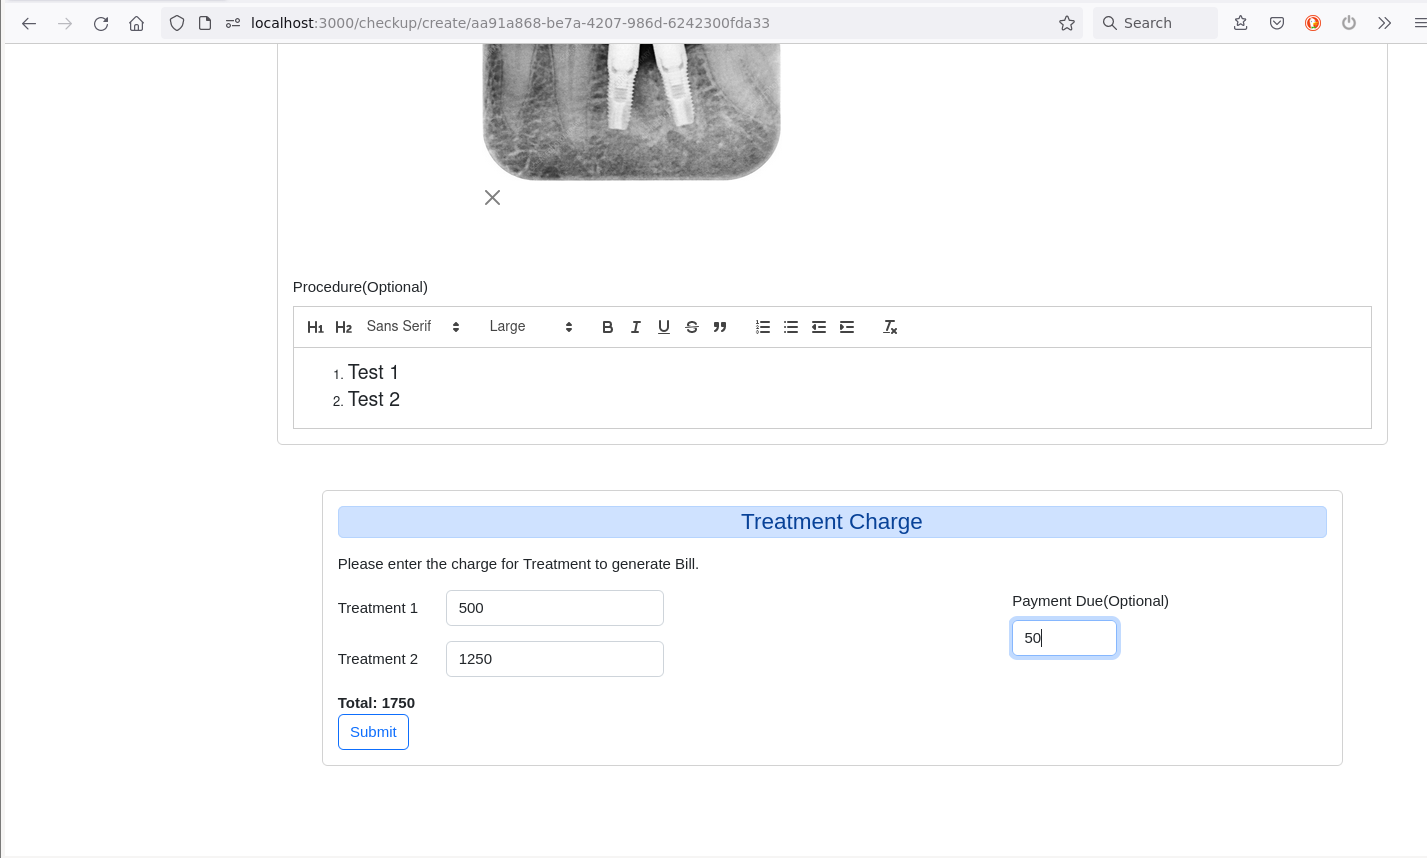 localhost:3000/checkup/create/aa91a868-be7a-4207-986d-6242300fda33
Search
Procedure(Optional)
H1 H2 Sans Serif Large B I U S
1. Test 1
2. Test 2
Treatment Charge
Please enter the charge for Treatment to generate Bill.
Treatment 1 500
Payment Due(Optional)
50
Treatment 2 1250
Total: 1750
Submit